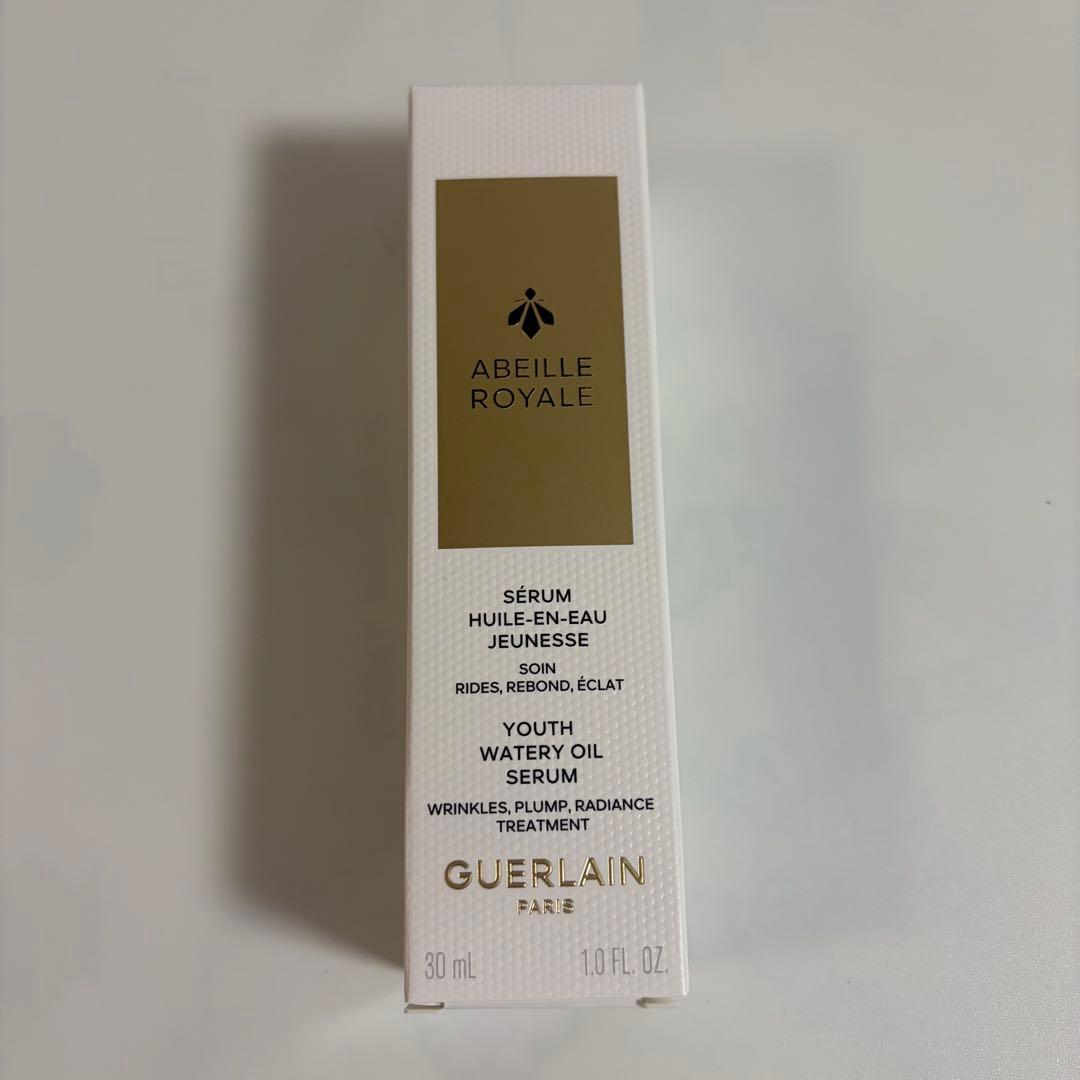 ABEILLE
ROYALE
SÉRUM
HUILE-EN-EAU
JEUNESSE
SOIN
RIDES, REBOND, ÉCLAT
YOUTH
WATERY OIL
SERUM
WRINKLES, PLUMP, RADIANCE
TREATMENT
GUERLAIN
PARIS
30 mL 1.0 FL. OZ.